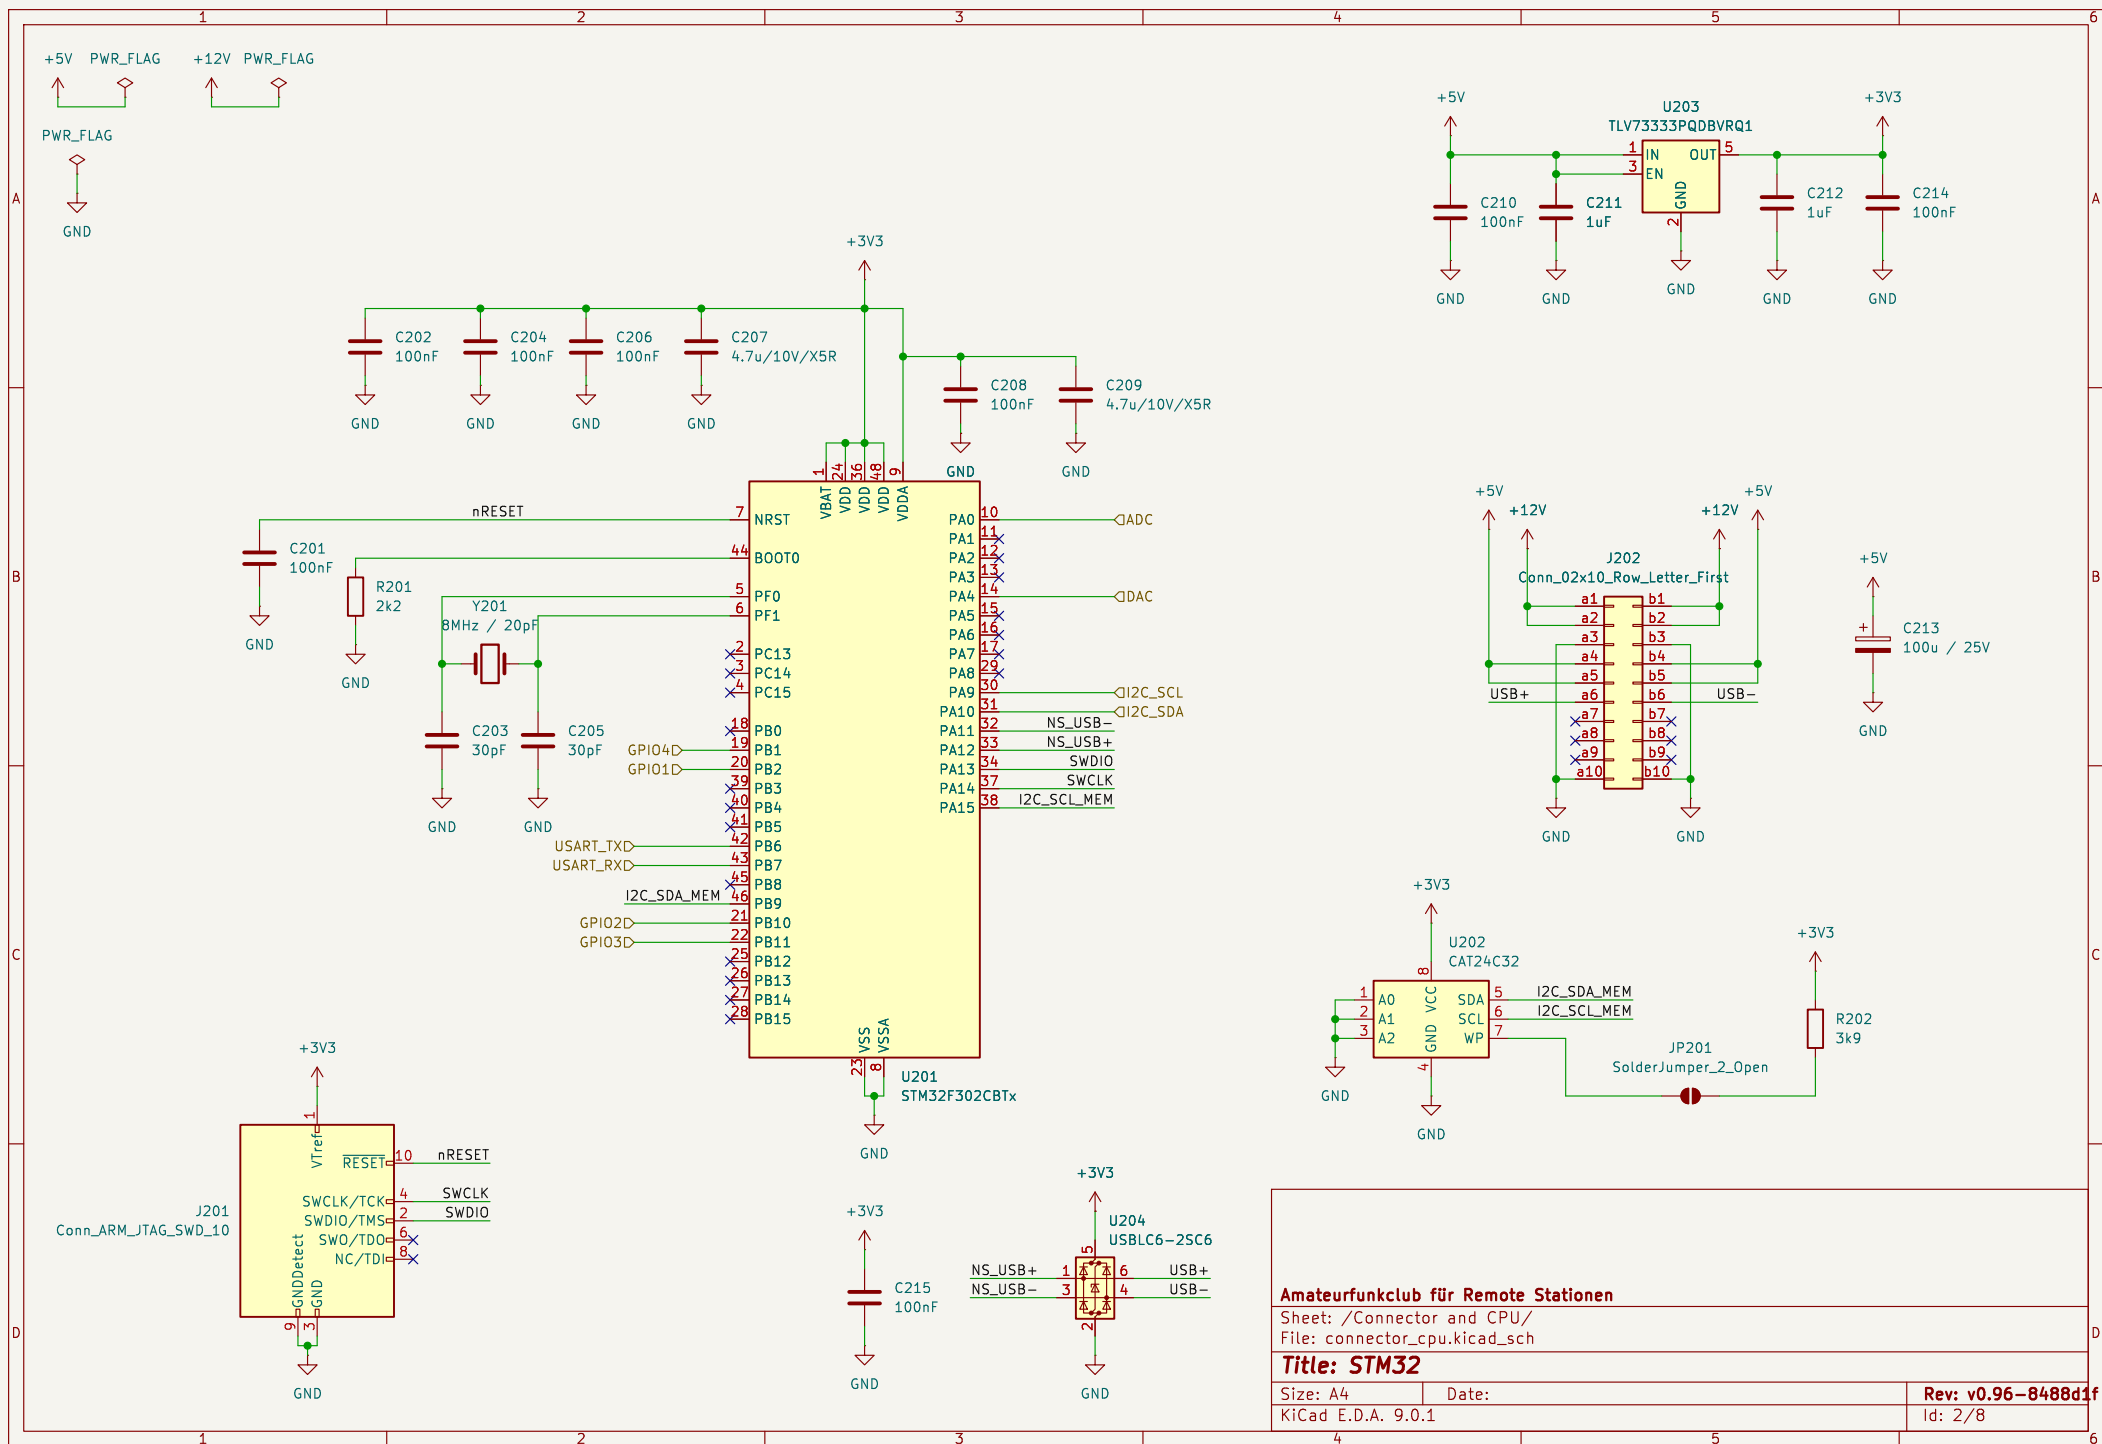 1 2 3 4 5 6
+5V PWR_FLAG +12V PWR_FLAG
PWR_FLAG
GND
A
B
C
D
+5V
U203
TLV73333PQDBVRQ1
+3V3
1 IN OUT 5
3 EN
GND
2
C210
100nF
C211
1uF
C212
1uF
C214
100nF
GND
GND
GND
GND
GND
+3V3
C202
100nF
C204
100nF
C206
100nF
C207
4.7u/10V/X5R
C208
100nF
C209
4.7u/10V/X5R
GND
GND
GND
GND
GND
GND
1 24 36 48 9
VBAT VDD VDD VDD VDDA
nRESET
7 NRST
44 BOOT0
5 PF0
6 PF1
2 PC13
3 PC14
4 PC15
18 PB0
GPIO4 19 PB1
GPIO1 20 PB2
39 PB3
40 PB4
41 PB5
USART_TX 42 PB6
USART_RX 43 PB7
45 PB8
I2C_SDA_MEM 46 PB9
GPIO2 21 PB10
GPIO3 22 PB11
25 PB12
26 PB13
27 PB14
28 PB15
PA0 10 ADC
PA1 11
PA2 12
PA3 13
PA4 14 DAC
PA5 15
PA6 16
PA7 17
PA8 29
PA9 30 I2C_SCL
PA10 31 I2C_SDA
PA11 32 NS_USB-
PA12 33 NS_USB+
PA13 34 SWDIO
PA14 37 SWCLK
PA15 38 I2C_SCL_MEM
VSS VSSA
23 8
U201
STM32F302CBTx
GND
C201
100nF
GND
R201
2k2
GND
Y201
8MHz / 20pF
C203
30pF
C205
30pF
GND
GND
+5V +5V
+12V +12V
J202
Conn_02x10_Row_Letter_First
a1 b1
a2 b2
a3 b3
a4 b4
a5 b5
USB+ a6 b6 USB-
a7 b7
a8 b8
a9 b9
a10 b10
GND GND
+5V
+
C213
100u / 25V
GND
+3V3
U202
CAT24C32
8
VCC
1 A0 SDA 5 I2C_SDA_MEM
2 A1 SCL 6 I2C_SCL_MEM
3 A2 WP 7
GND
4
GND
GND
+3V3
R202
3k9
JP201
SolderJumper_2_Open
+3V3
1
VTref
RESET 10 nRESET
SWCLK/TCK 4 SWCLK
SWDIO/TMS 2 SWDIO
SWO/TDO 6
NC/TDI 8
GNDDetect GND
9 3
J201
Conn_ARM_JTAG_SWD_10
GND
+3V3
C215
100nF
GND
+3V3
U204
USBLC6-2SC6
5
NS_USB+ 1 6 USB+
NS_USB- 3 4 USB-
2
GND
Amateurfunkclub für Remote Stationen
Sheet: /Connector and CPU/
File: connector_cpu.kicad_sch
Title: STM32
Size: A4 Date: Rev: v0.96-8488d1f
KiCad E.D.A. 9.0.1 Id: 2/8
A
B
C
D
1 2 3 4 5 6